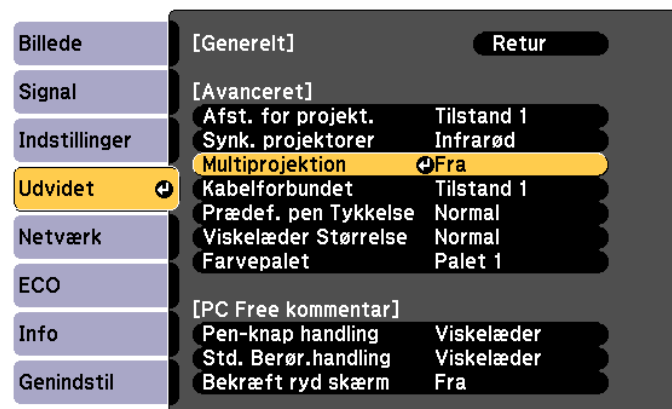 Billede
Signal
Indstillinger
Udvidet
Netværk
ECO
Info
Genindstil
[Generelt] Retur
[Avanceret]
Afst. for projekt. Tilstand 1
Synk. projektorer Infrarød
Multiprojektion Fra
Kabelforbundet Tilstand 1
Prædef. pen Tykkelse Normal
Viskelæder Størrelse Normal
Farvepalet Palet 1
[PC Free kommentar]
Pen-knap handling Viskelæder
Std. Berør.handling Viskelæder
Bekræft ryd skærm Fra